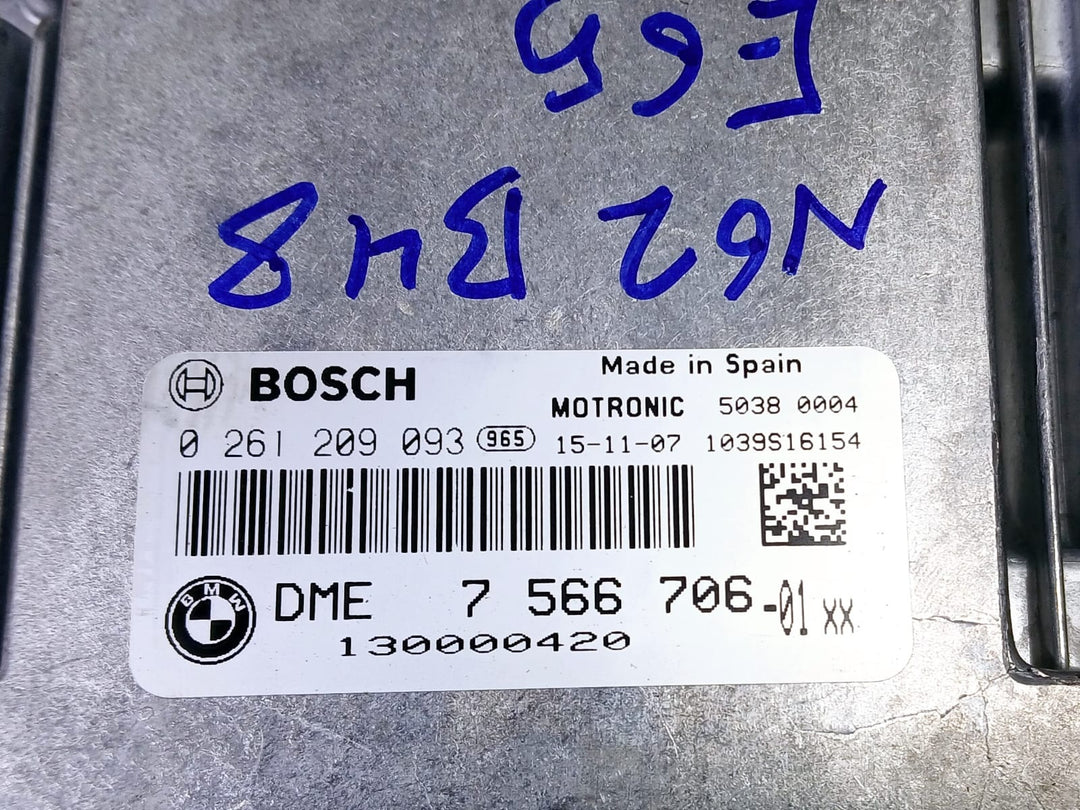 E65
N62 B48
BOSCH
Made in Spain
MOTRONIC 5038 0004
0 261 209 093 965 15-11-07 1039S16154
BMW
DME 7 566 706-01 xx
130000420